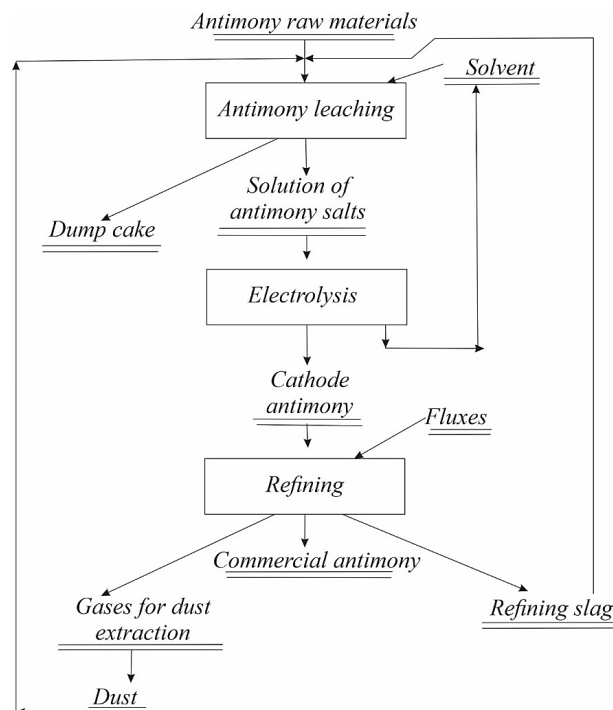 Antimony raw materials
Solvent
Antimony leaching
Solution of
antimony salts
Dump cake
Electrolysis
Cathode
antimony
Fluxes
Refining
Commercial antimony
Gases for dust
extraction
Refining slag
Dust